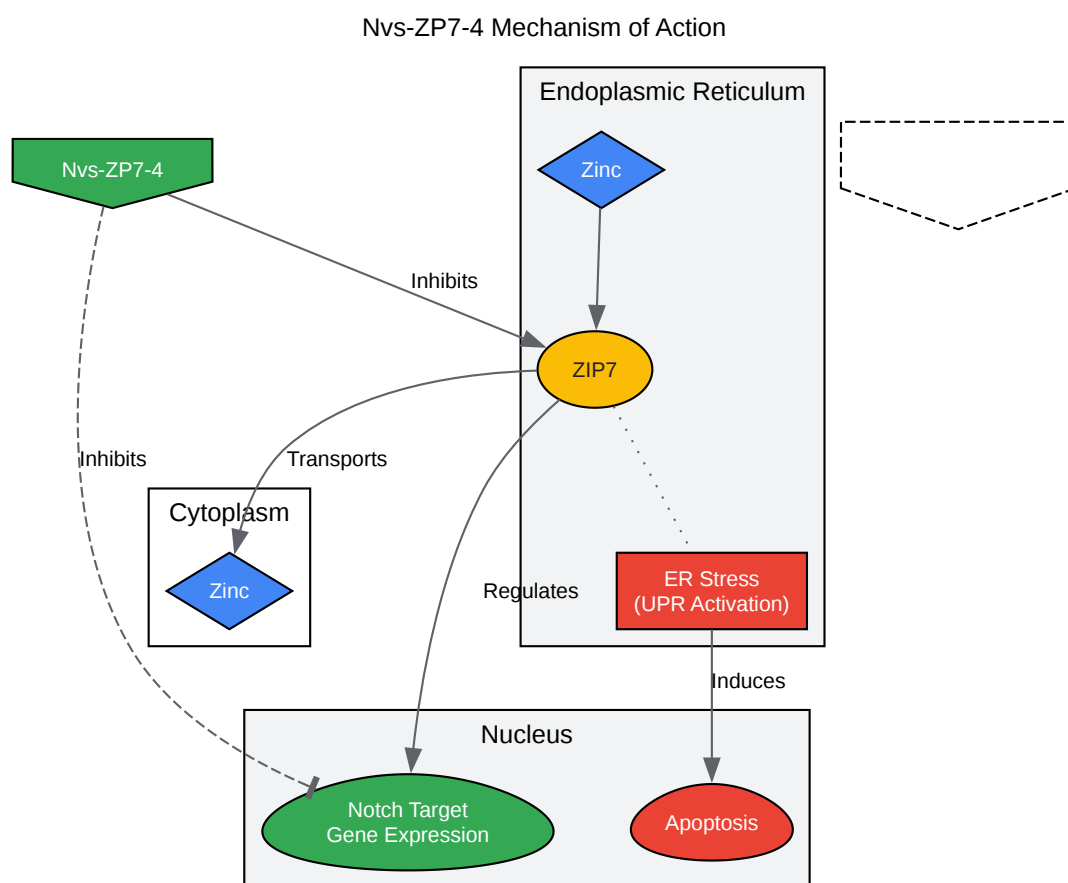 Nvs-ZP7-4 Mechanism of Action
Endoplasmic Reticulum
Nvs-ZP7-4
Zinc
Inhibits
ZIP7
Inhibits
Transports
Cytoplasm
Zinc
ER Stress
(UPR Activation)
Regulates
Induces
Nucleus
Notch Target
Gene Expression
Apoptosis